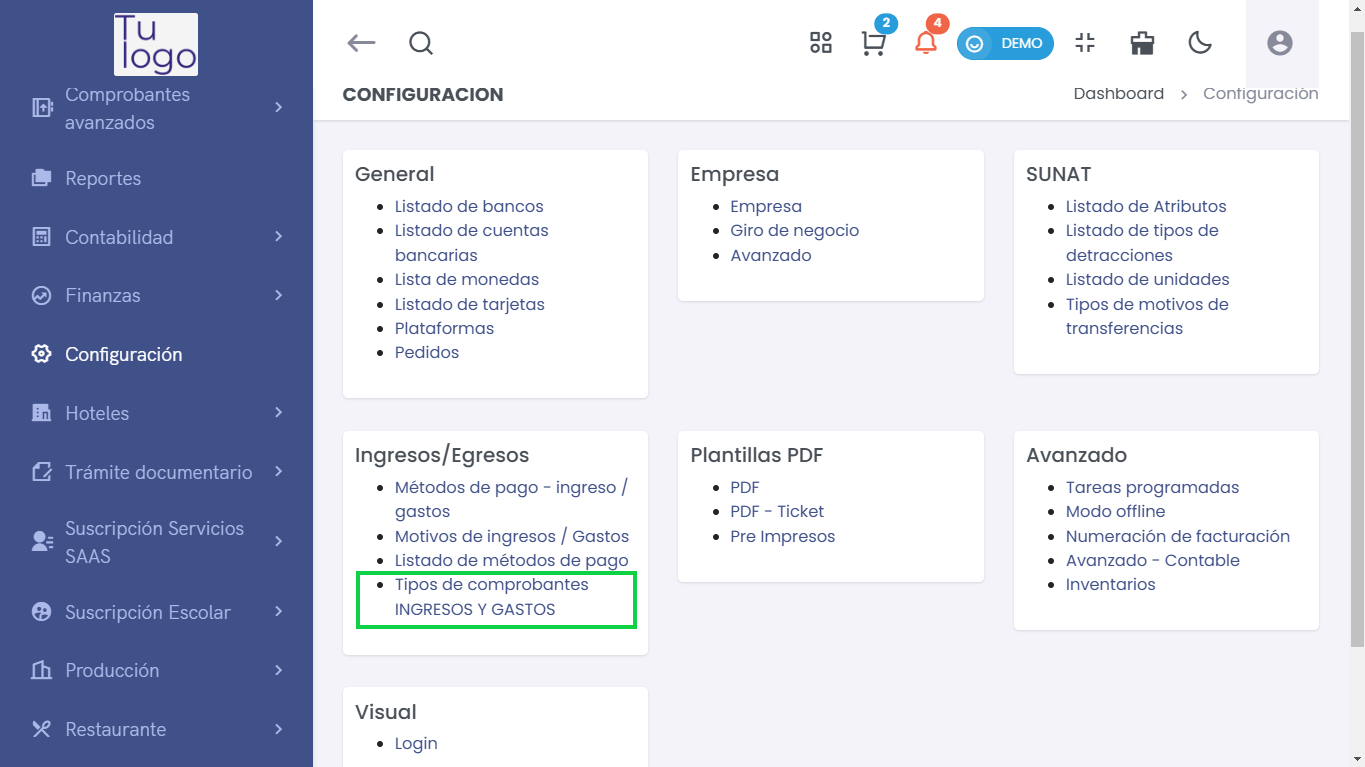 Tu
logo
Comprobantes
avanzados
Reportes
Contabilidad
Finanzas
Configuración
Hoteles
Trámite documentario
Suscripción Servicios
SAAS
Suscripción Escolar
Producción
Restaurante
2
4
DEMO
CONFIGURACION
Dashboard
Configuración
General
Listado de bancos
Listado de cuentas
bancarias
Lista de monedas
Listado de tarjetas
Plataformas
Pedidos
Empresa
Empresa
Giro de negocio
Avanzado
SUNAT
Listado de Atributos
Listado de tipos de
detracciones
Listado de unidades
Tipos de motivos de
transferencias
Ingresos/Egresos
Métodos de pago - ingreso /
gastos
Motivos de ingresos / Gastos
Listado de métodos de pago
Tipos de comprobantes
INGRESOS Y GASTOS
Plantillas PDF
PDF
PDF - Ticket
Pre Impresos
Avanzado
Tareas programadas
Modo offline
Numeración de facturación
Avanzado - Contable
Inventarios
Visual
Login